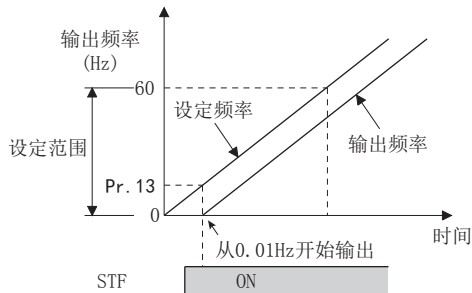 输出频率
(Hz)
60
设定频率
设定范围
输出频率
Pr.13
0
时间
从0.01Hz开始输出
STF
ON